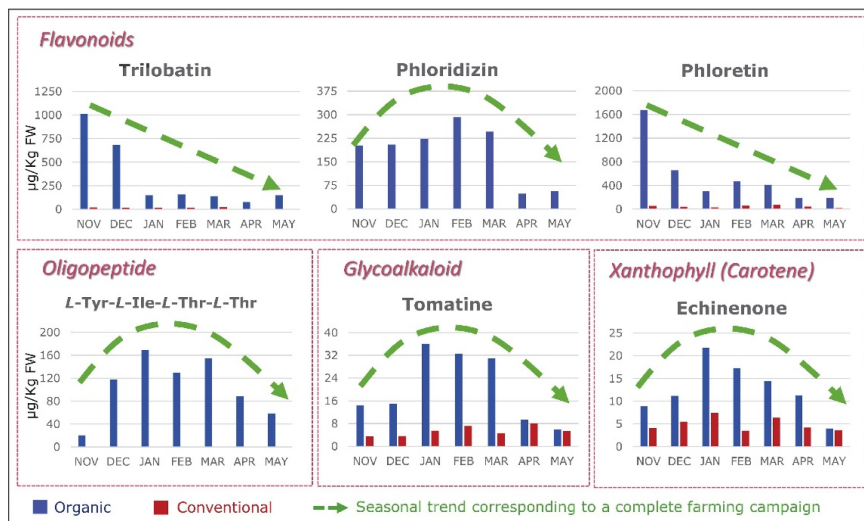 Flavonoids
Trilobatin
Phloridizin
Phloretin
µg/Kg FW
1250
1000
750
500
250
0
NOV DEC JAN FEB MAR APR MAY
375
300
225
150
75
0
NOV DEC JAN FEB MAR APR MAY
2000
1600
1200
800
400
0
NOV DEC JAN FEB MAR APR MAY
Oligopeptide
L-Tyr-L-Ile-L-Thr-L-Thr
µg/Kg FW
200
160
120
80
40
0
NOV DEC JAN FEB MAR APR MAY
Glycoalkaloid
Tomatine
40
32
24
16
8
0
NOV DEC JAN FEB MAR APR MAY
Xanthophyll (Carotene)
Echinenone
25
20
15
10
5
0
NOV DEC JAN FEB MAR APR MAY
Organic
Conventional
Seasonal trend corresponding to a complete farming campaign